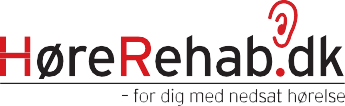 HøreRehab.dk
– for dig med nedsat hørelse